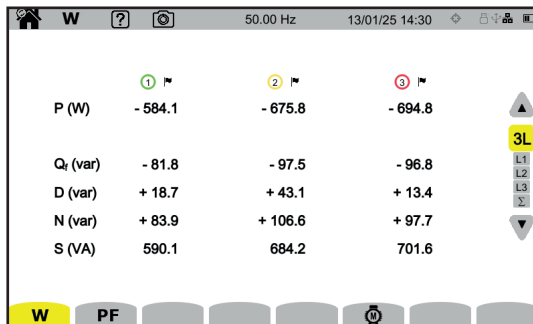 W ? 50.00 Hz 13/01/25 14:30
1 2 3
P (W) - 584.1 - 675.8 - 694.8
3L
Qf (var) - 81.8 - 97.5 - 96.8
L1
L2
D (var) + 18.7 + 43.1 + 13.4
L3
Σ
N (var) + 83.9 + 106.6 + 97.7
S (VA) 590.1 684.2 701.6
W PF M